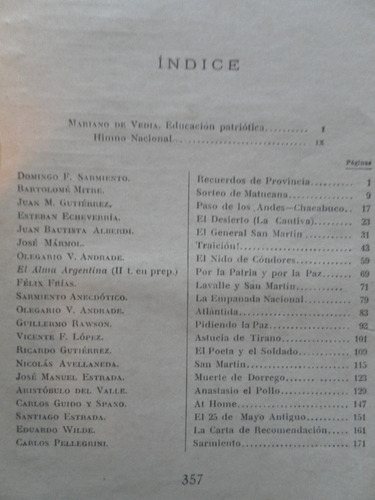 ÍNDICE
MARIANO DE VEDIA. Educación patriótica.......... I
Himno Nacional................... IX
Páginas
DOMINGO F. SARMIENTO. Recuerdos de Provincia........... 1
BARTOLOMÉ MITRE. Sorteo de Matucana............... 9
JUAN M. GUTIÉRREZ. Paso de los Andes—Chacabuco.. 17
ESTEBAN ECHEVERRÍA. El Desierto (La Cautiva)....... 23
JUAN BAUTISTA ALBERDI. El General San Martín.......... 31
JOSÉ MÁRMOL. Traición!.................. 43
OLEGARIO V. ANDRADE. El Nido de Cóndores............ 59
El Alma Argentina (II t. en prep.) Por la Patria y por la Paz....... 69
FÉLIX FRÍAS. Lavalle y San Martín........... 71
SARMIENTO ANECDÓTICO. La Empanada Nacional........... 79
OLEGARIO V. ANDRADE. Atlántida..................... 83
GUILLERMO RAWSON. Pidiendo la Paz............... 93
VICENTE F. LÓPEZ. Astucia de Tirano............. 101
RICARDO GUTIÉRREZ. El Poeta y el Soldado.......... 109
NICOLÁS AVELLANEDA. San Martín................... 115
JOSÉ MANUEL ESTRADA. Muerte de Dorrego............. 123
ARISTÓBULO DEL VALLE. Anastasio el Pollo............ 129
CARLOS GUIDO Y SPANO. At Home..................... 147
SANTIAGO ESTRADA. El 25 de Mayo Antiguo......... 151
EDUARDO WILDE. La Carta de Recomendación..... 161
CARLOS PELLEGRINI. Sarmiento.................... 171
357